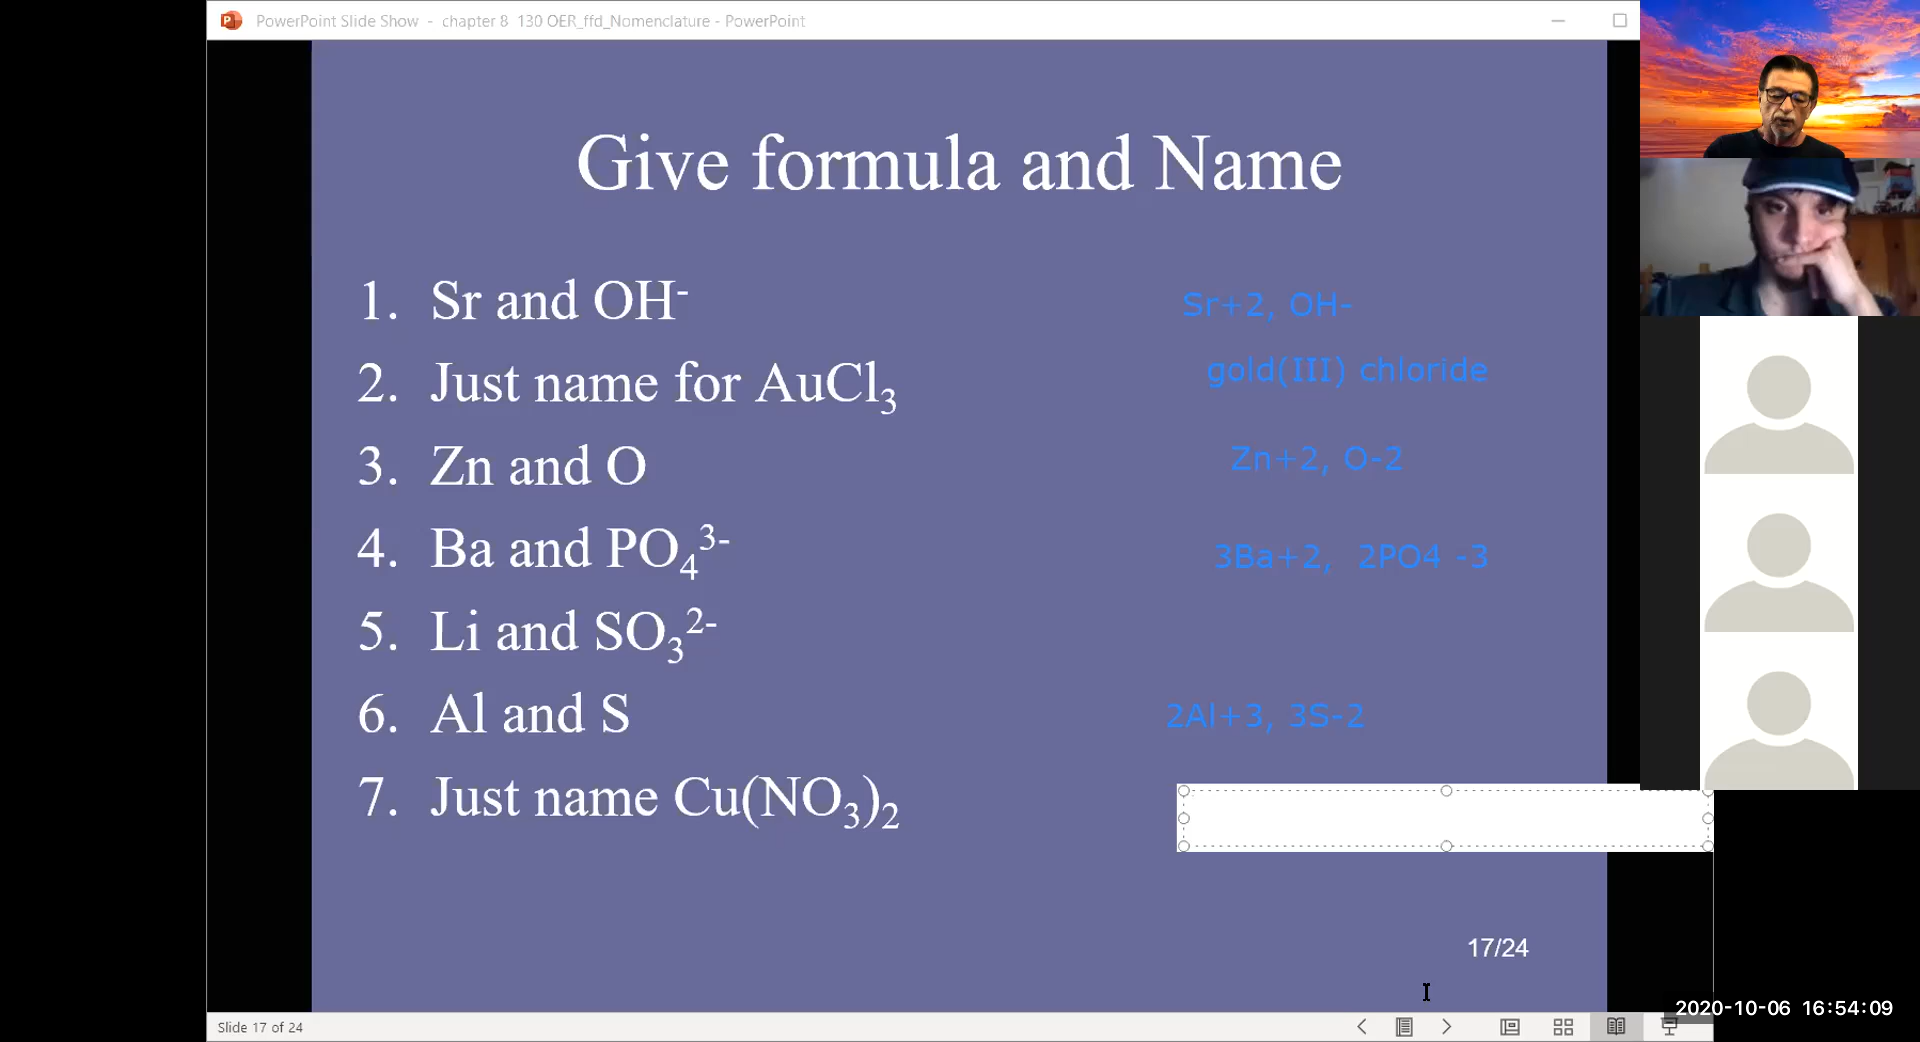 PowerPoint Slide Show - chapter 8 130 OER_ffd_Nomenclature - PowerPoint
Give formula and Name
1. Sr and OH⁻
Sr+2, OH-
2. Just name for AuCl₃
gold(III) chloride
3. Zn and O
Zn+2, O-2
4. Ba and PO₄³⁻
3Ba+2, 2PO4 -3
5. Li and SO₃²⁻
6. Al and S
2Al+3, 3S-2
7. Just name Cu(NO₃)₂
17/24
2020-10-06 16:54:09
Slide 17 of 24